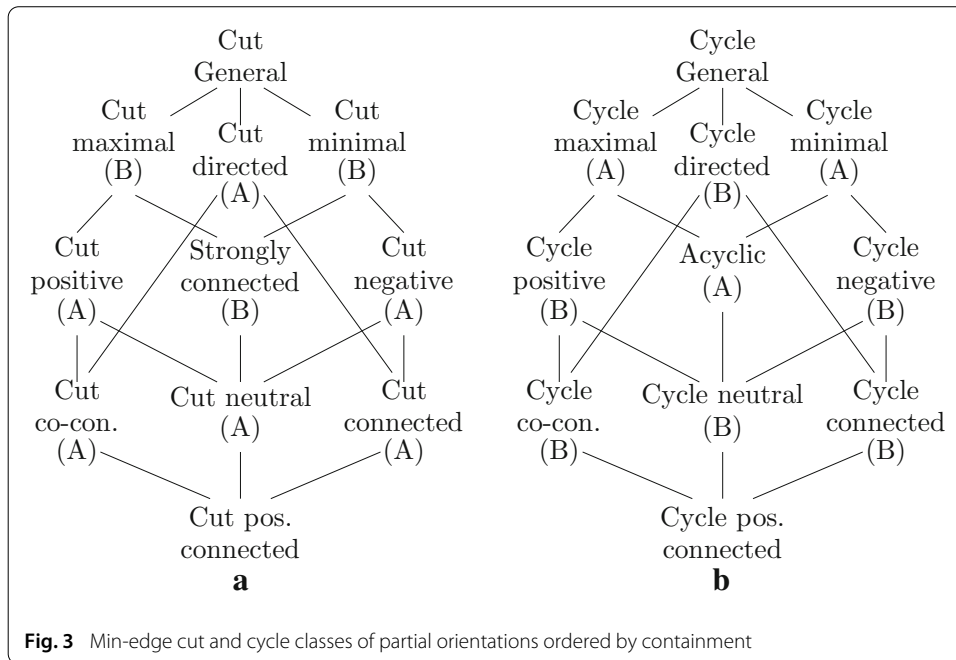 Cut
General
Cut
maximal
(B)
Cut
directed
(A)
Cut
minimal
(B)
Cut
positive
(A)
Strongly
connected
(B)
Cut
negative
(A)
Cut
co-con.
(A)
Cut neutral
(A)
Cut
connected
(A)
Cut pos.
connected
a
Cycle
General
Cycle
maximal
(A)
Cycle
directed
(B)
Cycle
minimal
(A)
Cycle
positive
(B)
Acyclic
(A)
Cycle
negative
(B)
Cycle
co-con.
(B)
Cycle neutral
(B)
Cycle
connected
(B)
Cycle pos.
connected
b
Fig. 3 Min-edge cut and cycle classes of partial orientations ordered by containment